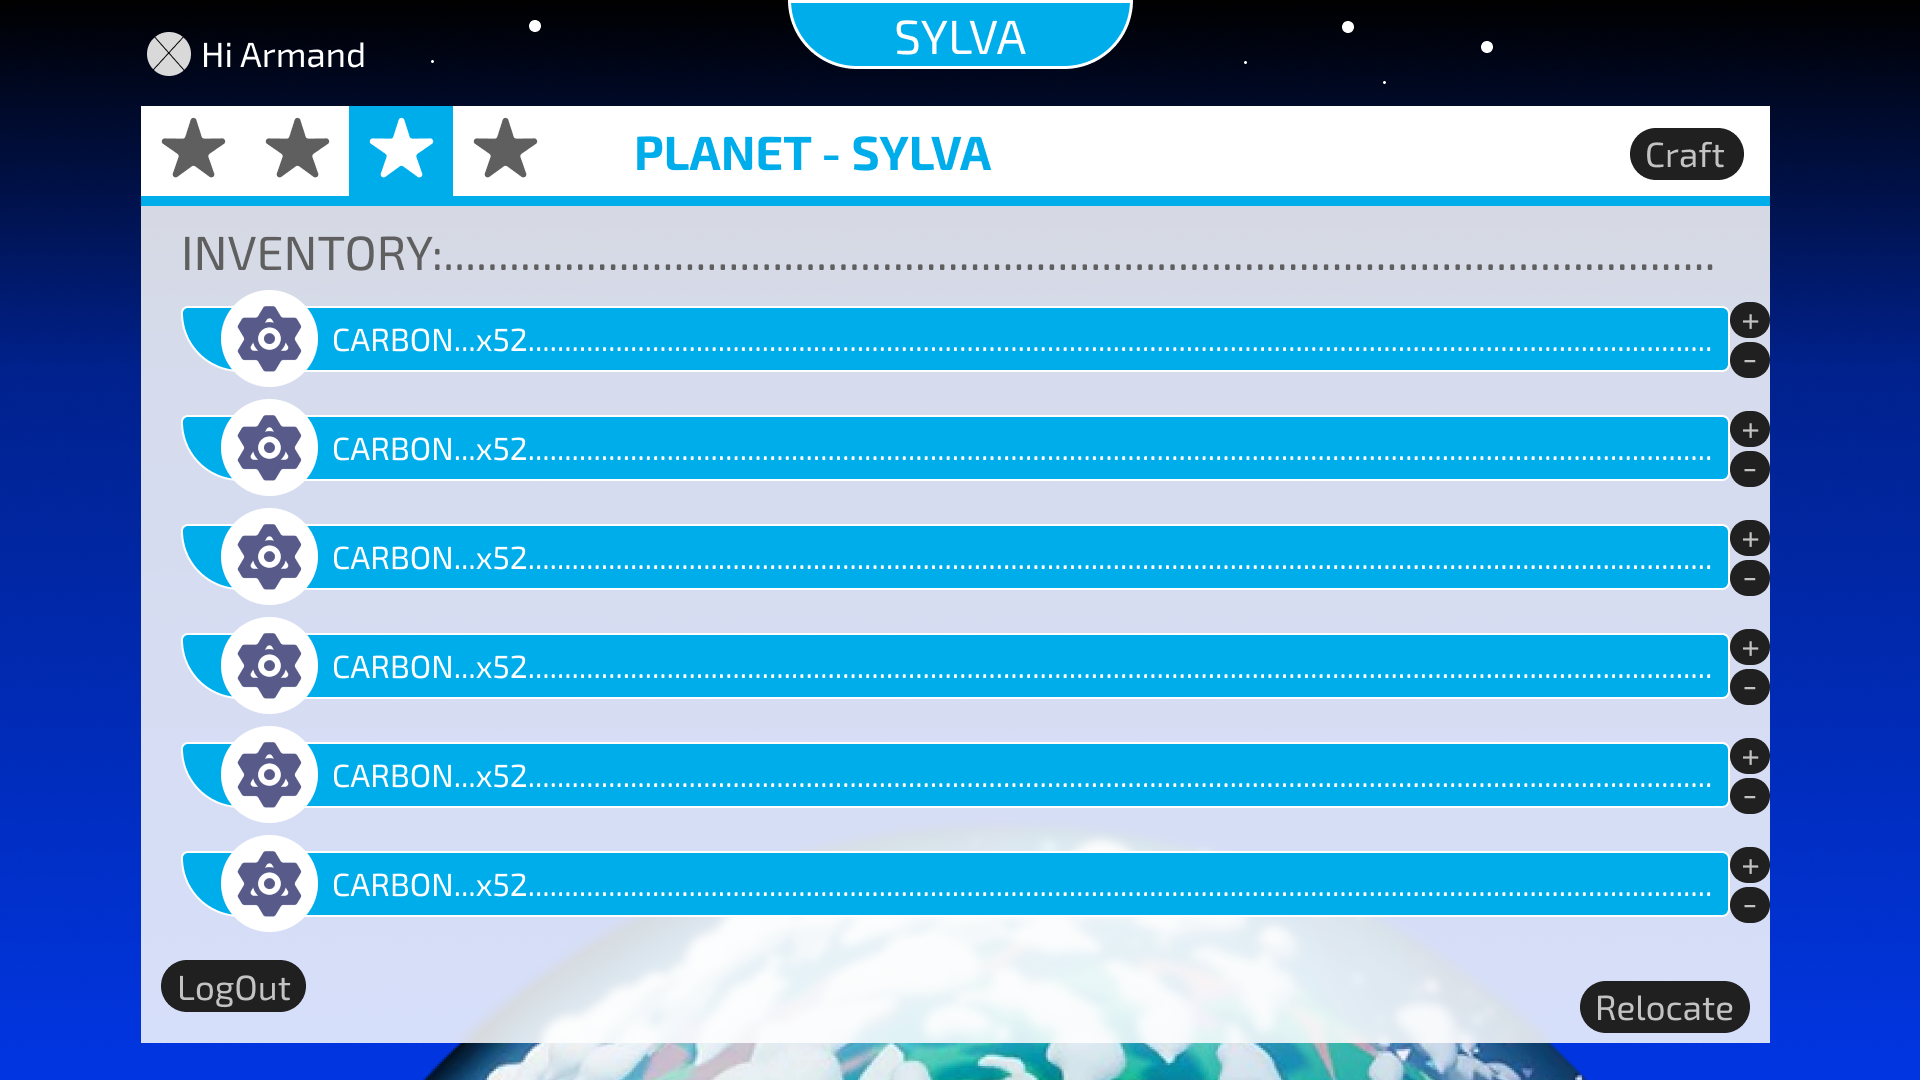 Hi Armand
SYLVA
PLANET - SYLVA
Craft
INVENTORY:..........................................................................................
CARBON...x52..........................................................................................
+
-
CARBON...x52..........................................................................................
+
-
CARBON...x52..........................................................................................
+
-
CARBON...x52..........................................................................................
+
-
CARBON...x52..........................................................................................
+
-
CARBON...x52..........................................................................................
+
-
LogOut
Relocate